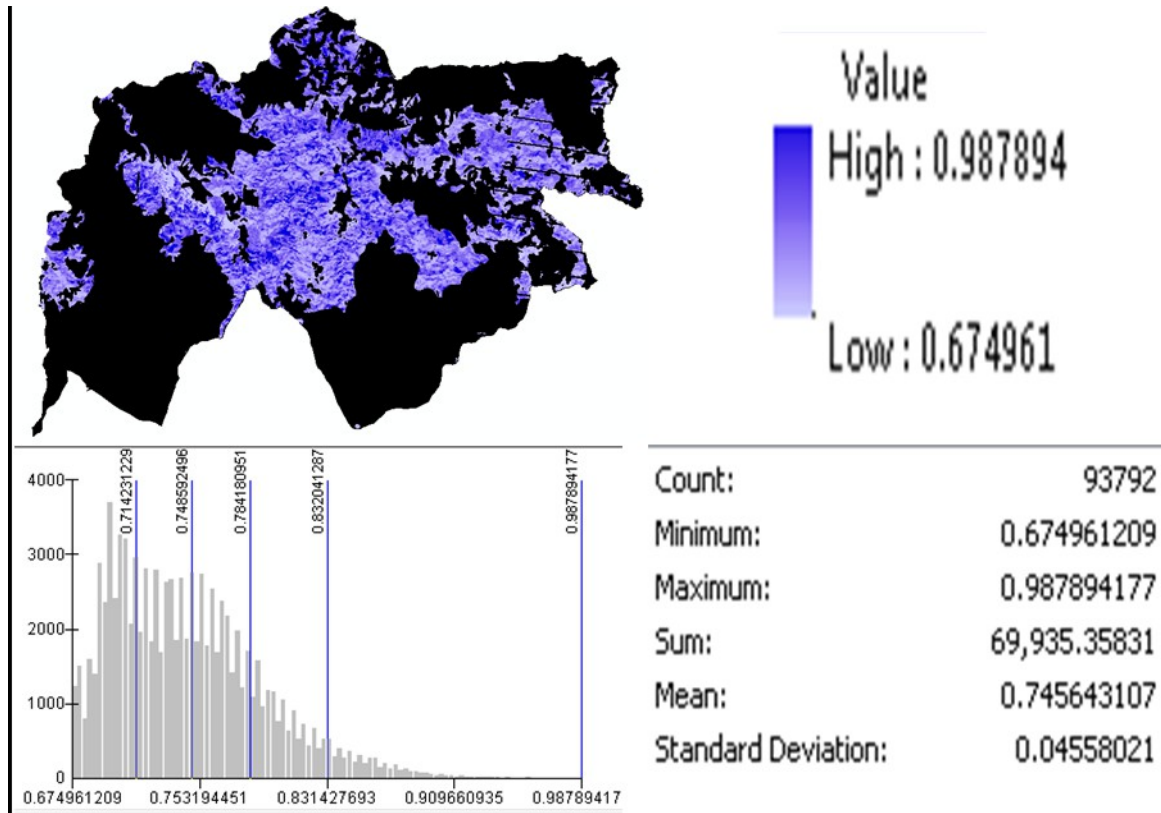 Value
High : 0.987894
Low : 0.674961
4000
3000
2000
1000
0
0.714231229
0.748592496
0.784180951
0.832041287
0.987894177
0.674961209 0.753194451 0.831427693 0.909660935 0.98789417
Count: 93792
Minimum: 0.674961209
Maximum: 0.987894177
Sum: 69,935.35831
Mean: 0.745643107
Standard Deviation: 0.04558021